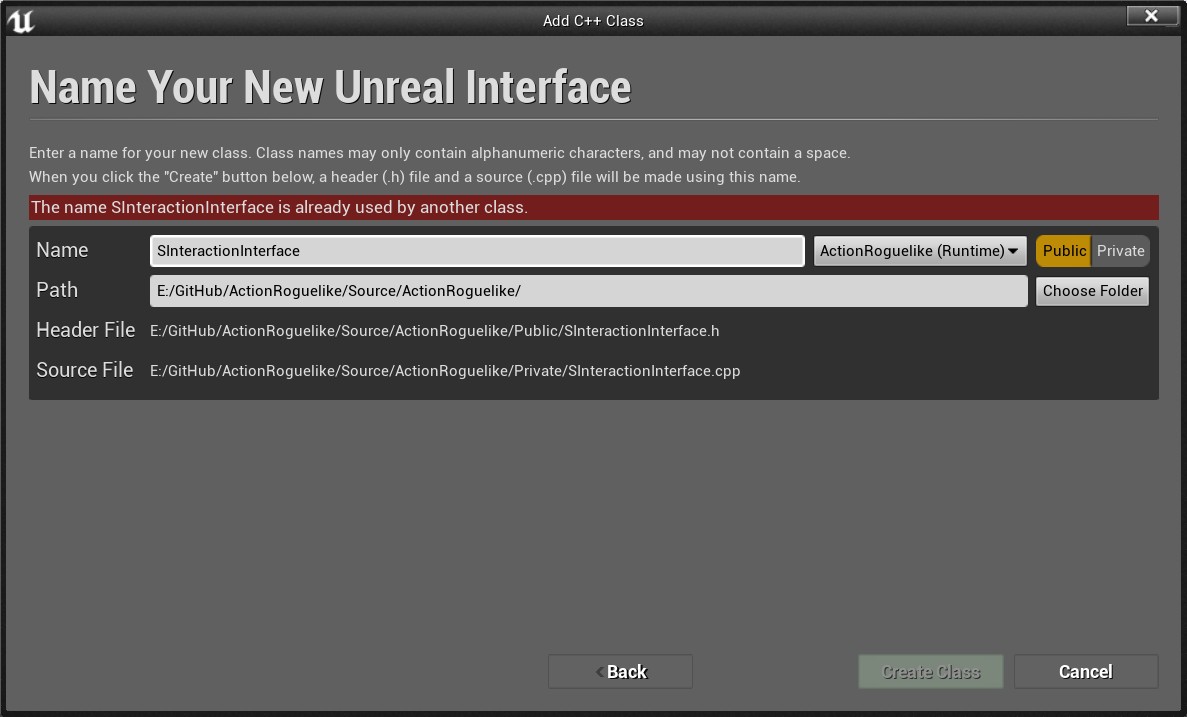 Add C++ Class
Name Your New Unreal Interface
Enter a name for your new class. Class names may only contain alphanumeric characters, and may not contain a space.
When you click the "Create" button below, a header (.h) file and a source (.cpp) file will be made using this name.
The name SInteractionInterface is already used by another class.
Name SInteractionInterface ActionRoguelike (Runtime) Public Private
Path E:/GitHub/ActionRoguelike/Source/ActionRoguelike/ Choose Folder
Header File E:/GitHub/ActionRoguelike/Source/ActionRoguelike/Public/SInteractionInterface.h
Source File E:/GitHub/ActionRoguelike/Source/ActionRoguelike/Private/SInteractionInterface.cpp
Back Create Class Cancel